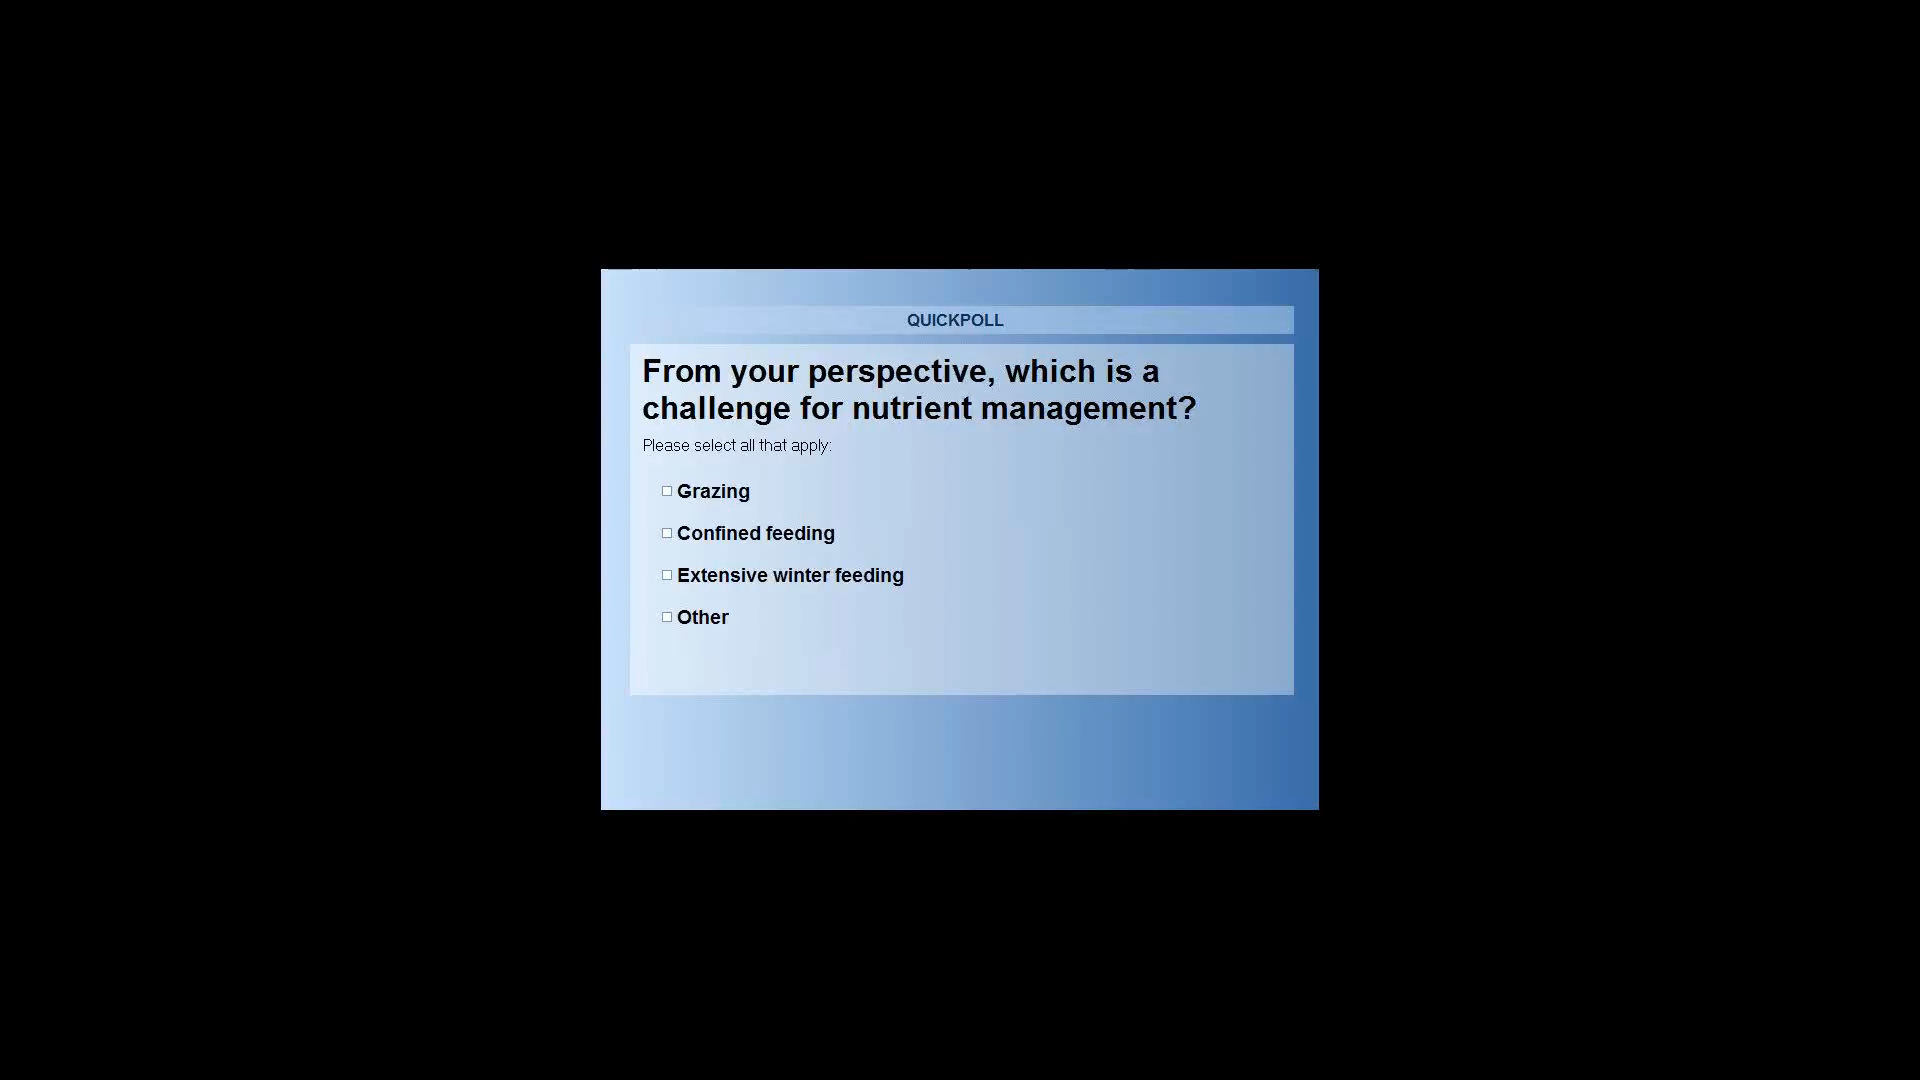 QUICKPOLL
From your perspective, which is a
challenge for nutrient management?
Please select all that apply:
Grazing
Confined feeding
Extensive winter feeding
Other